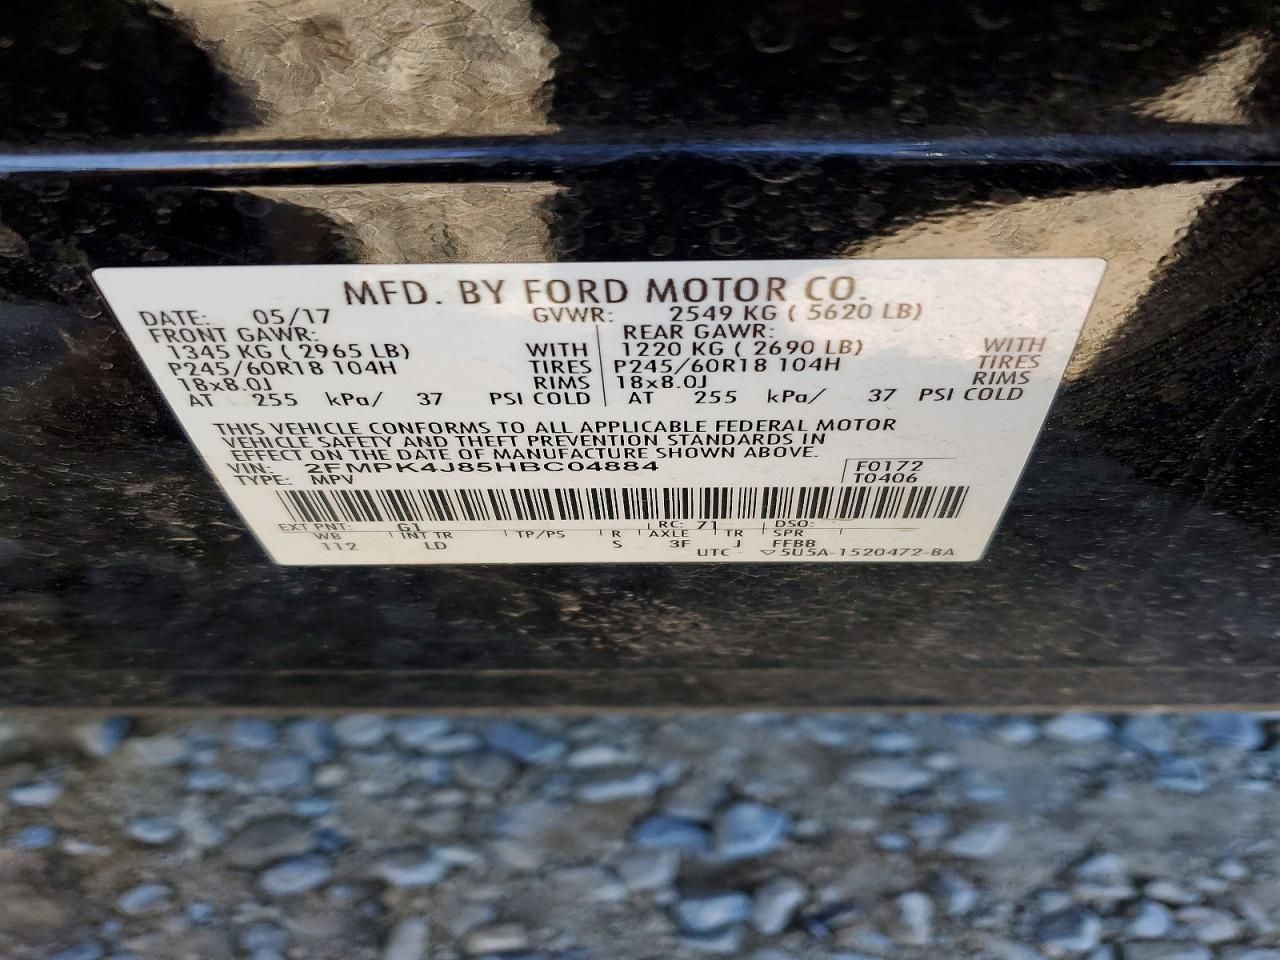 MFD. BY FORD MOTOR CO.
DATE: 05/17 GVWR: 2549 KG ( 5620 LB)
FRONT GAWR: REAR GAWR:
1345 KG ( 2965 LB) WITH 1220 KG ( 2690 LB) WITH
P245/60R18 104H TIRES P245/60R18 104H TIRES
18x8.0J RIMS 18x8.0J RIMS
AT 255 kPa/ 37 PSI COLD AT 255 kPa/ 37 PSI COLD
THIS VEHICLE CONFORMS TO ALL APPLICABLE FEDERAL MOTOR
VEHICLE SAFETY AND THEFT PREVENTION STANDARDS IN
EFFECT ON THE DATE OF MANUFACTURE SHOWN ABOVE.
VIN: 2FMPK4J85HBC04884 F0172
TYPE: MPV T0406
EXT PNT: G1 RC: 71 DSO:
WB INT TR TP/PS R AXLE TR SPR
112 LD S 3F J FFBB
UTC ▽5U5A-1520472-BA